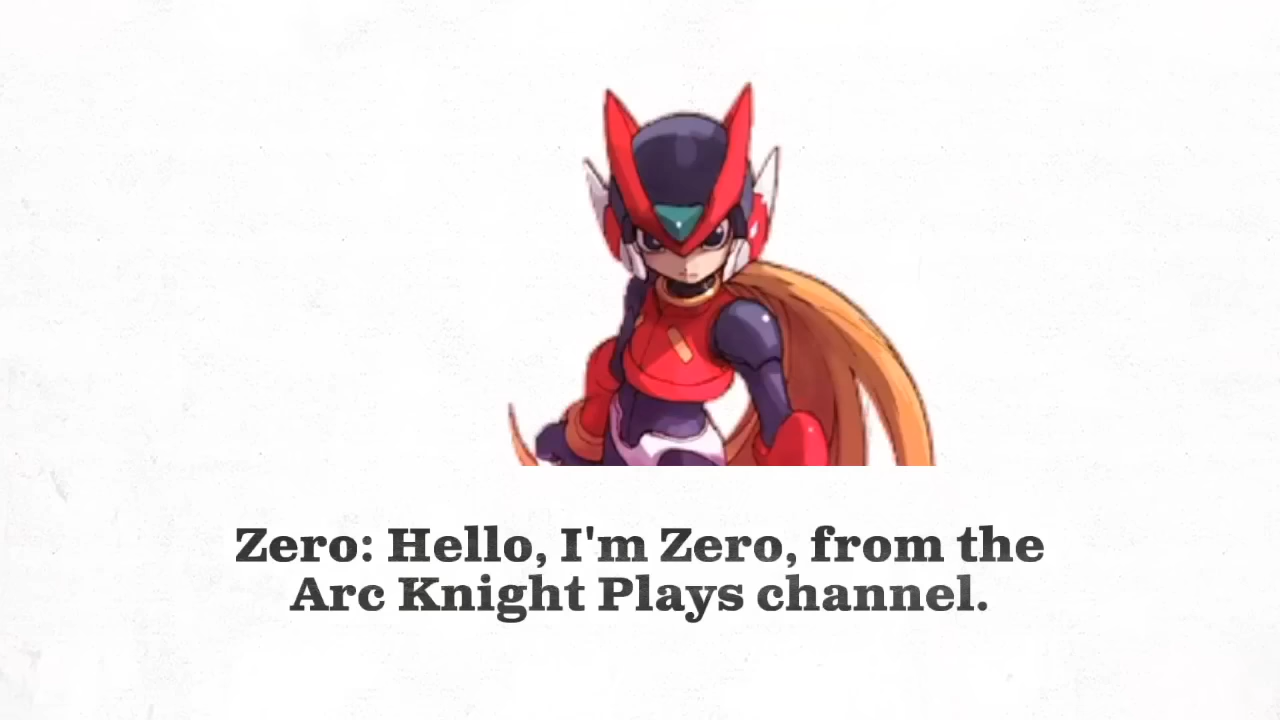 Zero: Hello, I'm Zero, from the
Arc Knight Plays channel.